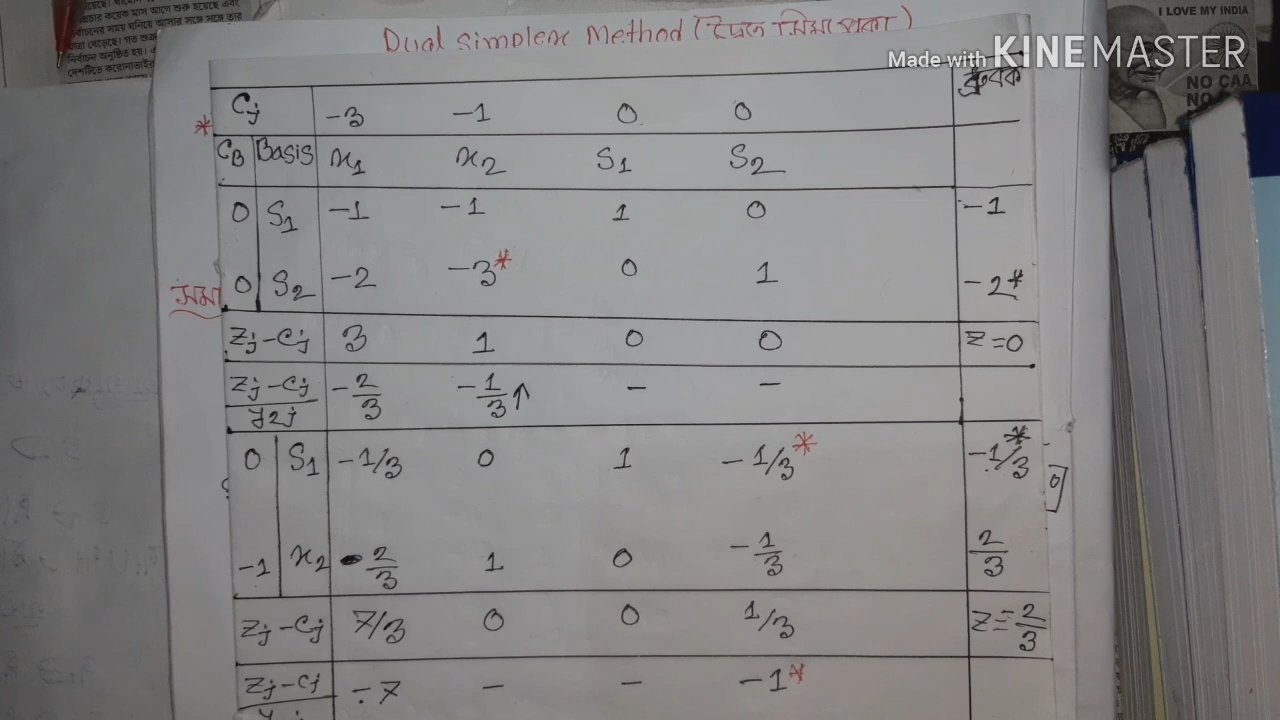 Dual Simplex Method
Made with KINEMASTER
I LOVE MY INDIA
NO CAA
NO
Cj -3 -1 0 0 ধ্রুবক
*
CB Basis x1 x2 S1 S2
0 S1 -1 -1 1 0 -1
0 S2 -2 -3* 0 1 -2*
Zj-Cj 3 1 0 0 Z=0
Zj-Cj/y2j -2/3 -1/3↑ - -
0 S1 -1/3 0 1 -1/3* -1/3*
-1 x2 2/3 1 0 -1/3 2/3
Zj-Cj 7/3 0 0 1/3 Z=-2/3
Zj-Cj -7 - - -1*